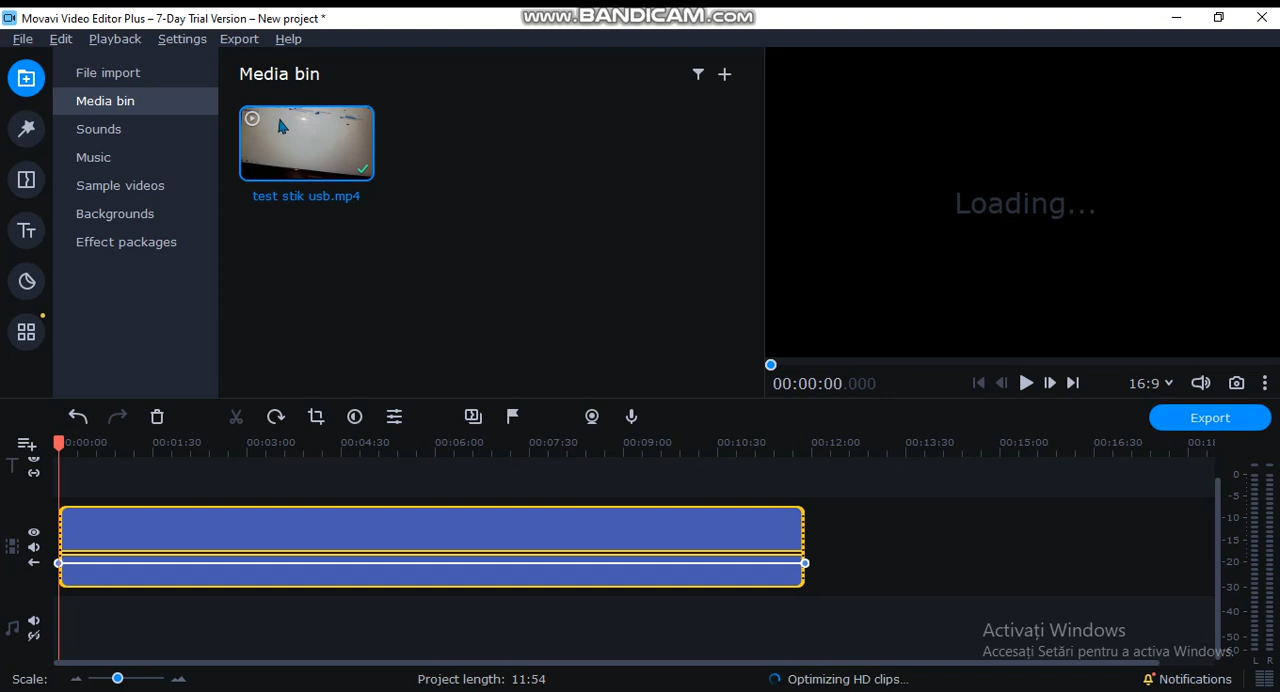 www.BANDICAM.com
Movavi Video Editor Plus – 7-Day Trial Version – New project *
File Edit Playback Settings Export Help
File import
Media bin
Sounds
Music
Sample videos
Backgrounds
Effect packages
Media bin
test stik usb.mp4
Loading...
00:00:00.000
16:9
Export
0:00:00 00:01:30 00:03:00 00:04:30 00:06:00 00:07:30 00:09:00 00:10:30 00:12:00 00:13:30 00:15:00 00:16:30
0
-5
-10
-15
-20
-30
-40
-50
L R
Activați Windows
Accesați Setări pentru a activa Windows.
Scale:
Project length: 11:54
Optimizing HD clips...
Notifications